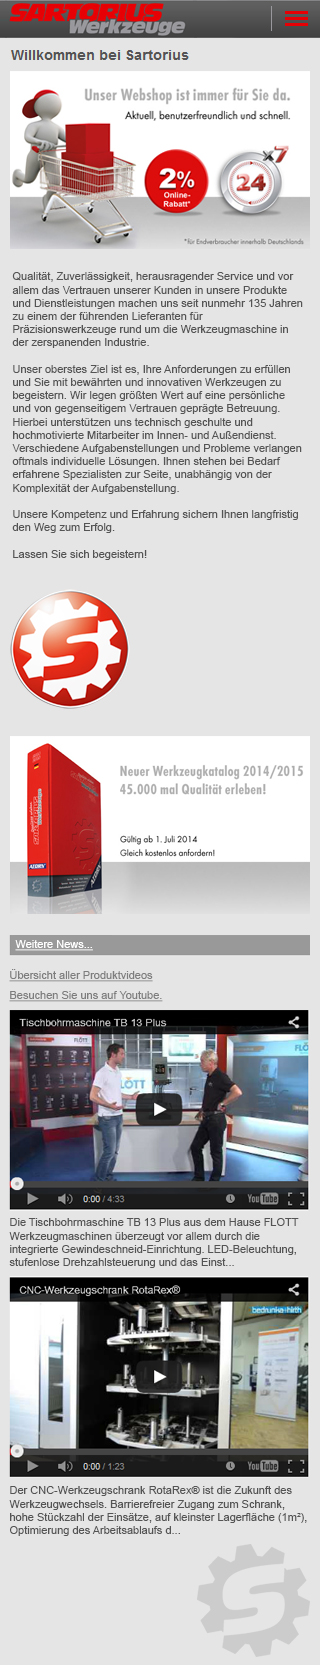 SARTORIUS
Werkzeuge
Willkommen bei Sartorius
Unser Webshop ist immer für Sie da.
Aktuell, benutzerfreundlich und schnell.
2%
Online-
Rabatt*
24
x7
*für Endverbraucher innerhalb Deutschlands
Qualität, Zuverlässigkeit, herausragender Service und vor
allem das Vertrauen unserer Kunden in unsere Produkte
und Dienstleistungen machen uns seit nunmehr 135 Jahren
zu einem der führenden Lieferanten für
Präzisionswerkzeuge rund um die Werkzeugmaschine in
der zerspanenden Industrie.
Unser oberstes Ziel ist es, Ihre Anforderungen zu erfüllen
und Sie mit bewährten und innovativen Werkzeugen zu
begeistern. Wir legen größten Wert auf eine persönliche
und von gegenseitigem Vertrauen geprägte Betreuung.
Hierbei unterstützen uns technisch geschulte und
hochmotivierte Mitarbeiter im Innen- und Außendienst.
Verschiedene Aufgabenstellungen und Probleme verlangen
oftmals individuelle Lösungen. Ihnen stehen bei Bedarf
erfahrene Spezialisten zur Seite, unabhängig von der
Komplexität der Aufgabenstellung.
Unsere Kompetenz und Erfahrung sichern Ihnen langfristig
den Weg zum Erfolg.
Lassen Sie sich begeistern!
S
Neuer Werkzeugkatalog 2014/2015
45.000 mal Qualität erleben!
SARTORIUS
Werkzeuge
Gültig ab 1. Juli 2014
Gleich kostenlos anfordern!
Weitere News...
Übersicht aller Produktvideos
Besuchen Sie uns auf Youtube.
Tischbohrmaschine TB 13 Plus
FLÖTT
FLÖTT
0:00 / 4:33
YouTube
Die Tischbohrmaschine TB 13 Plus aus dem Hause FLOTT
Werkzeugmaschinen überzeugt vor allem durch die
integrierte Gewindeschneid-Einrichtung. LED-Beleuchtung,
stufenlose Drehzahlsteuerung und das Einst...
CNC-Werkzeugschrank RotaRex®
0:00 / 1:23
YouTube
Der CNC-Werkzeugschrank RotaRex® ist die Zukunft des
Werkzeugwechsels. Barrierefreier Zugang zum Schrank,
hohe Stückzahl der Einsätze, auf kleinster Lagerfläche (1m²),
Optimierung des Arbeitsablaufs d...
S